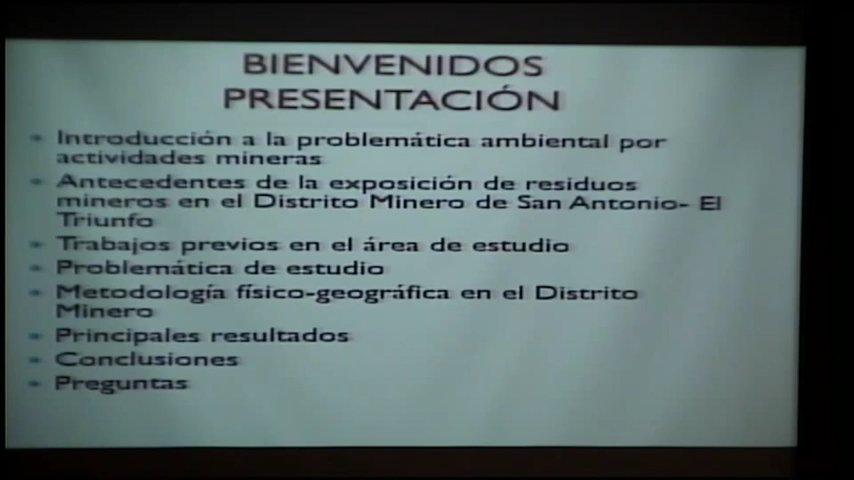 BIENVENIDOS
PRESENTACIÓN
Introducción a la problemática ambiental por
actividades mineras
Antecedentes de la exposición de residuos
mineros en el Distrito Minero de San Antonio- El
Triunfo
Trabajos previos en el área de estudio
Problemática de estudio
Metodología físico-geográfica en el Distrito
Minero
Principales resultados
Conclusiones
Preguntas